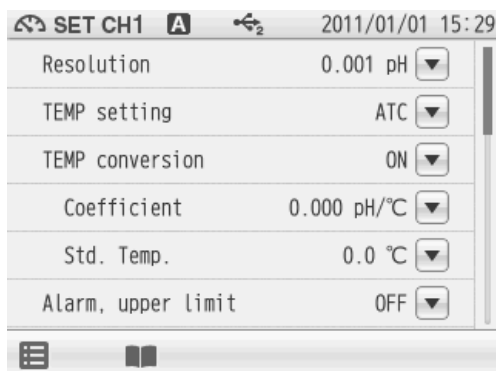 SET CH1 A 2 2011/01/01 15:29
Resolution 0.001 pH
TEMP setting ATC
TEMP conversion ON
Coefficient 0.000 pH/℃
Std. Temp. 0.0 ℃
Alarm, upper limit OFF